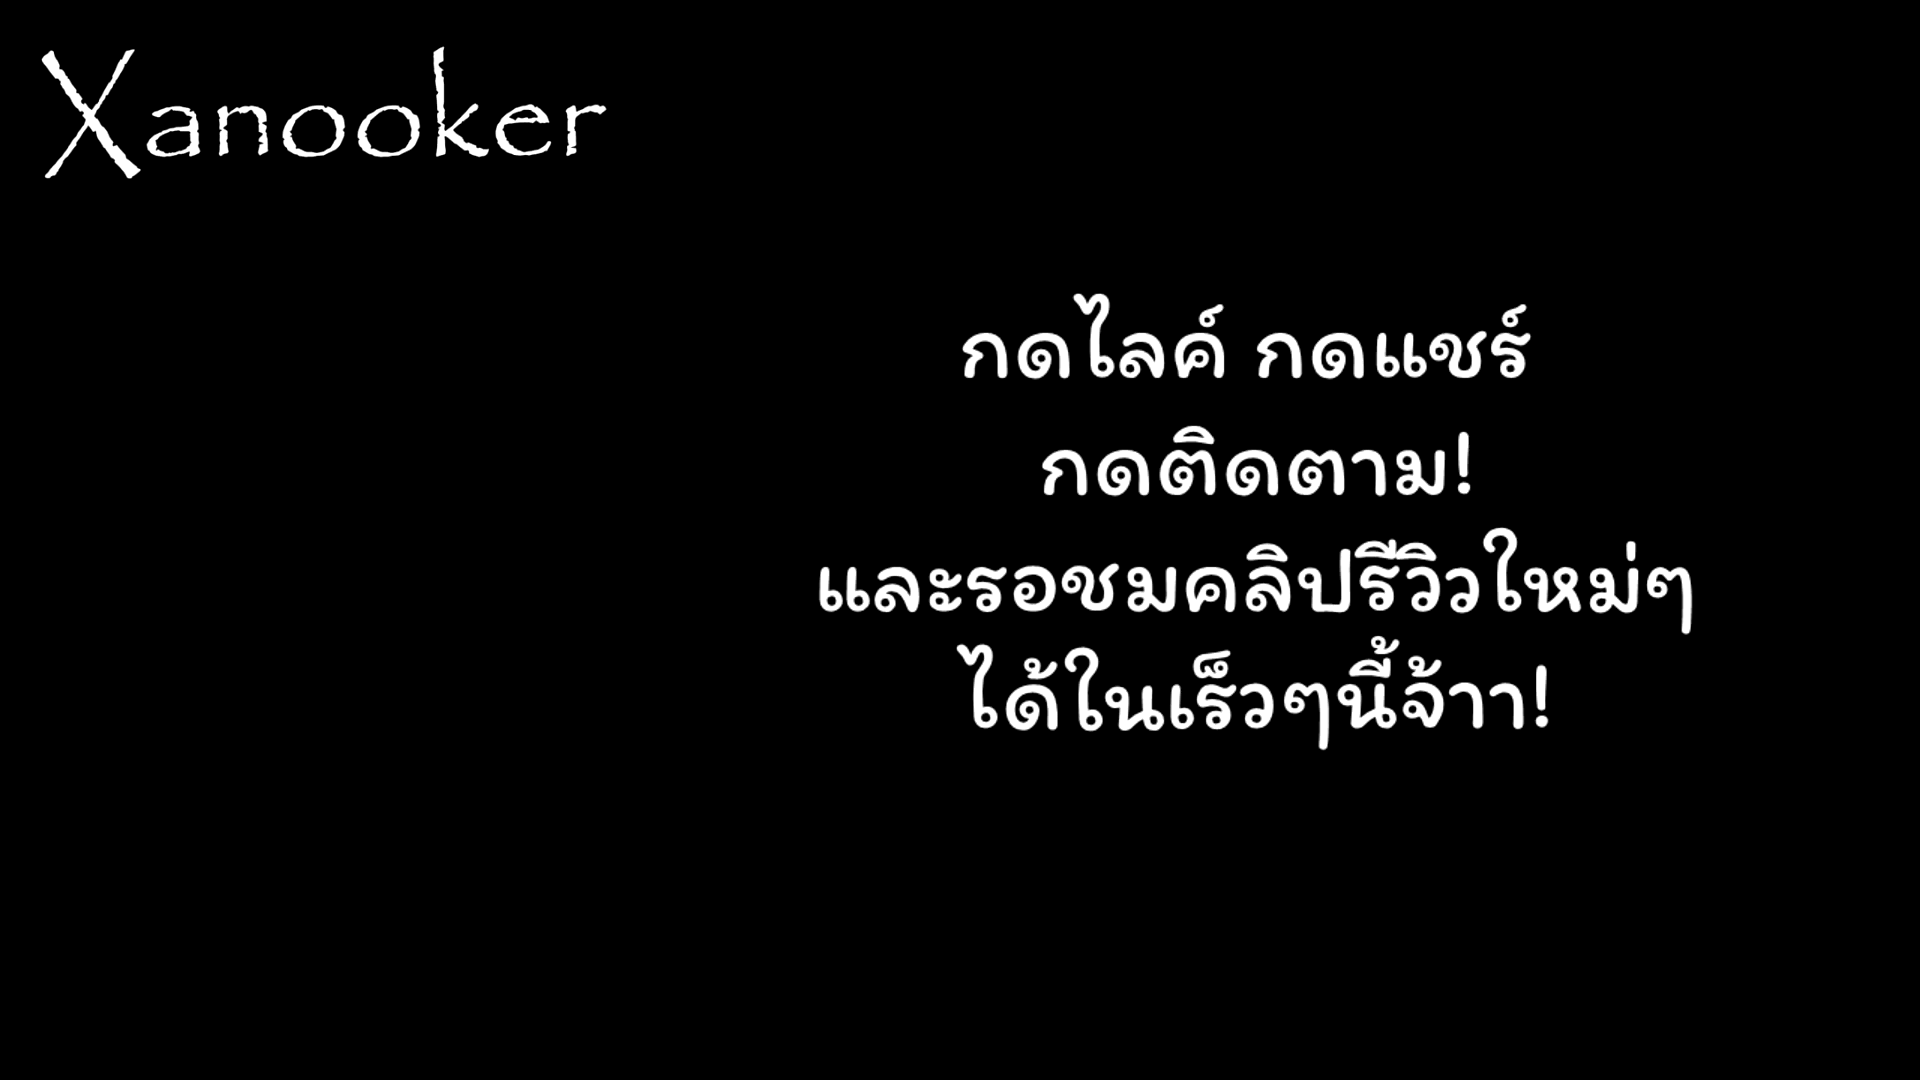 Xanooker
กดไลค์ กดแชร์
กดติดตาม!
และรอชมคลิปรีวิวใหม่ๆ
ได้ในเร็วๆนี้จ้าา!